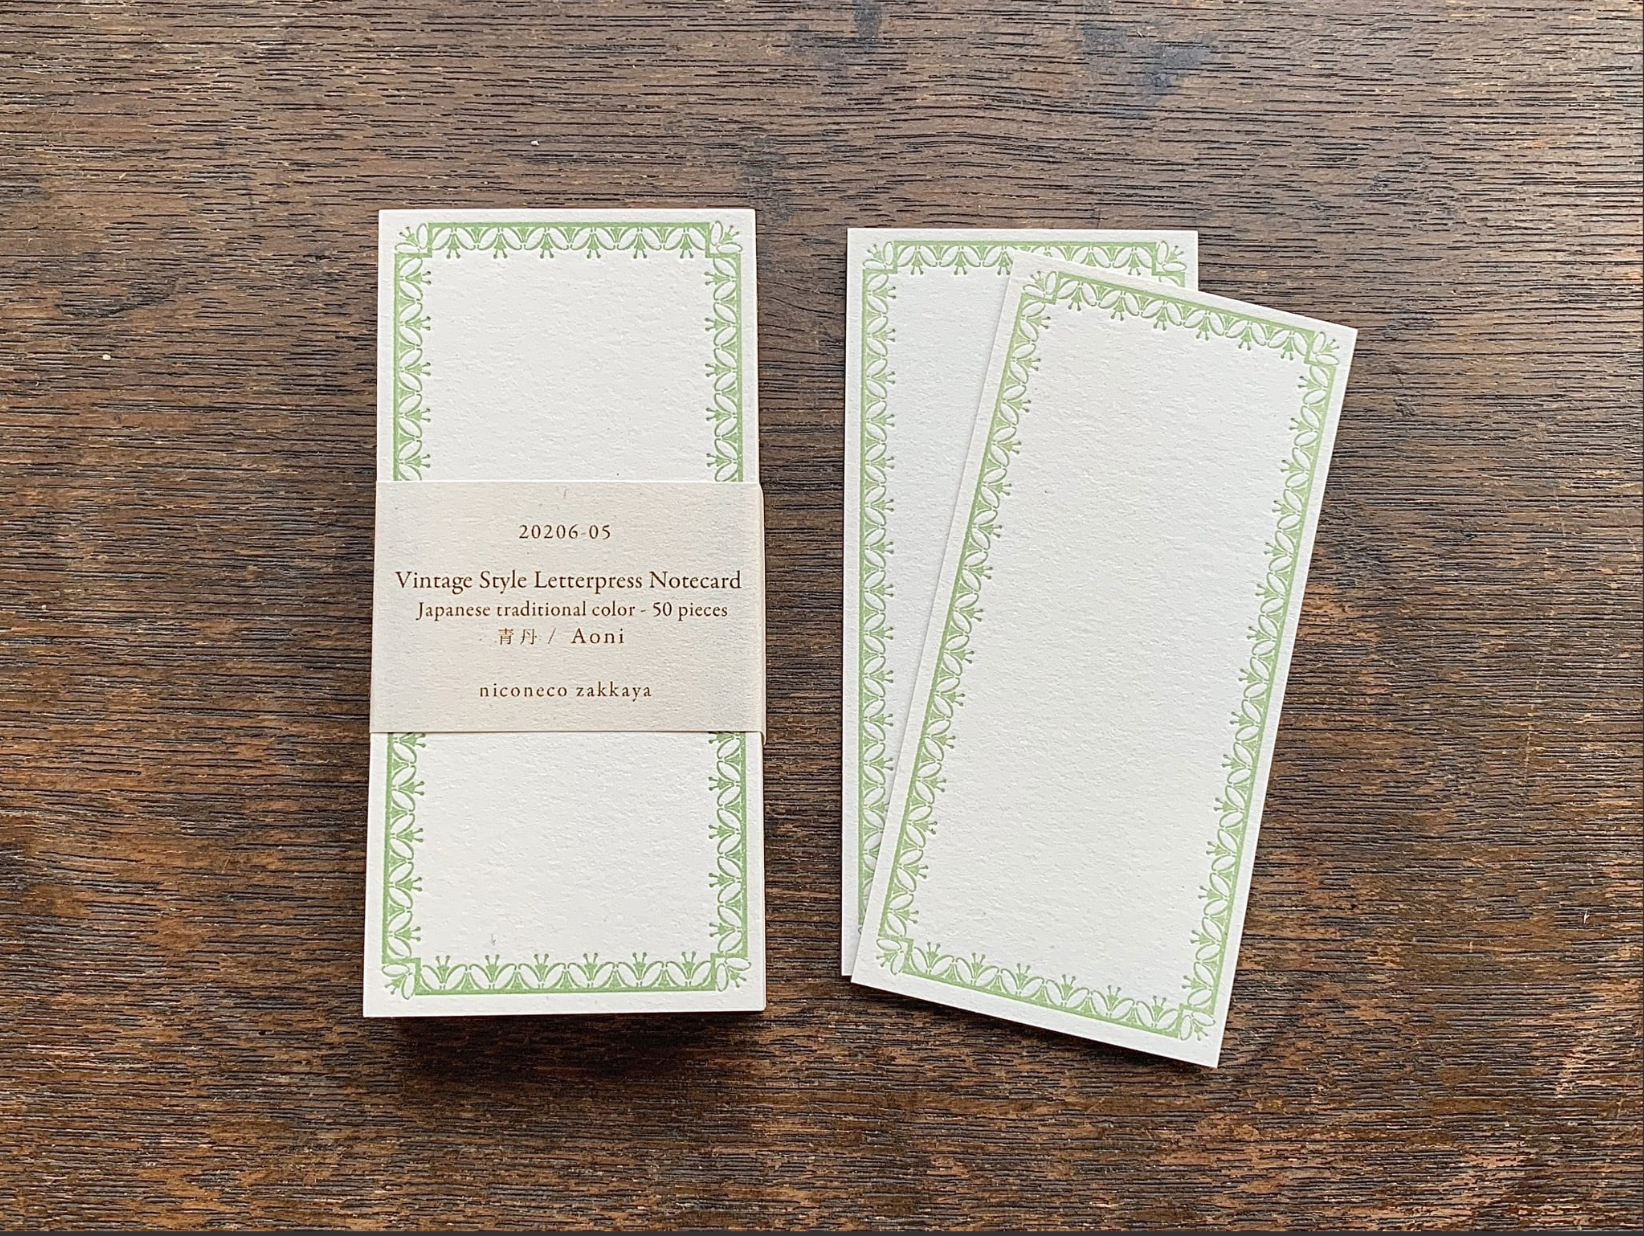 20206-05
Vintage Style Letterpress Notecard
Japanese traditional color - 50 pieces
青丹 / Aoni
niconeco zakkaya